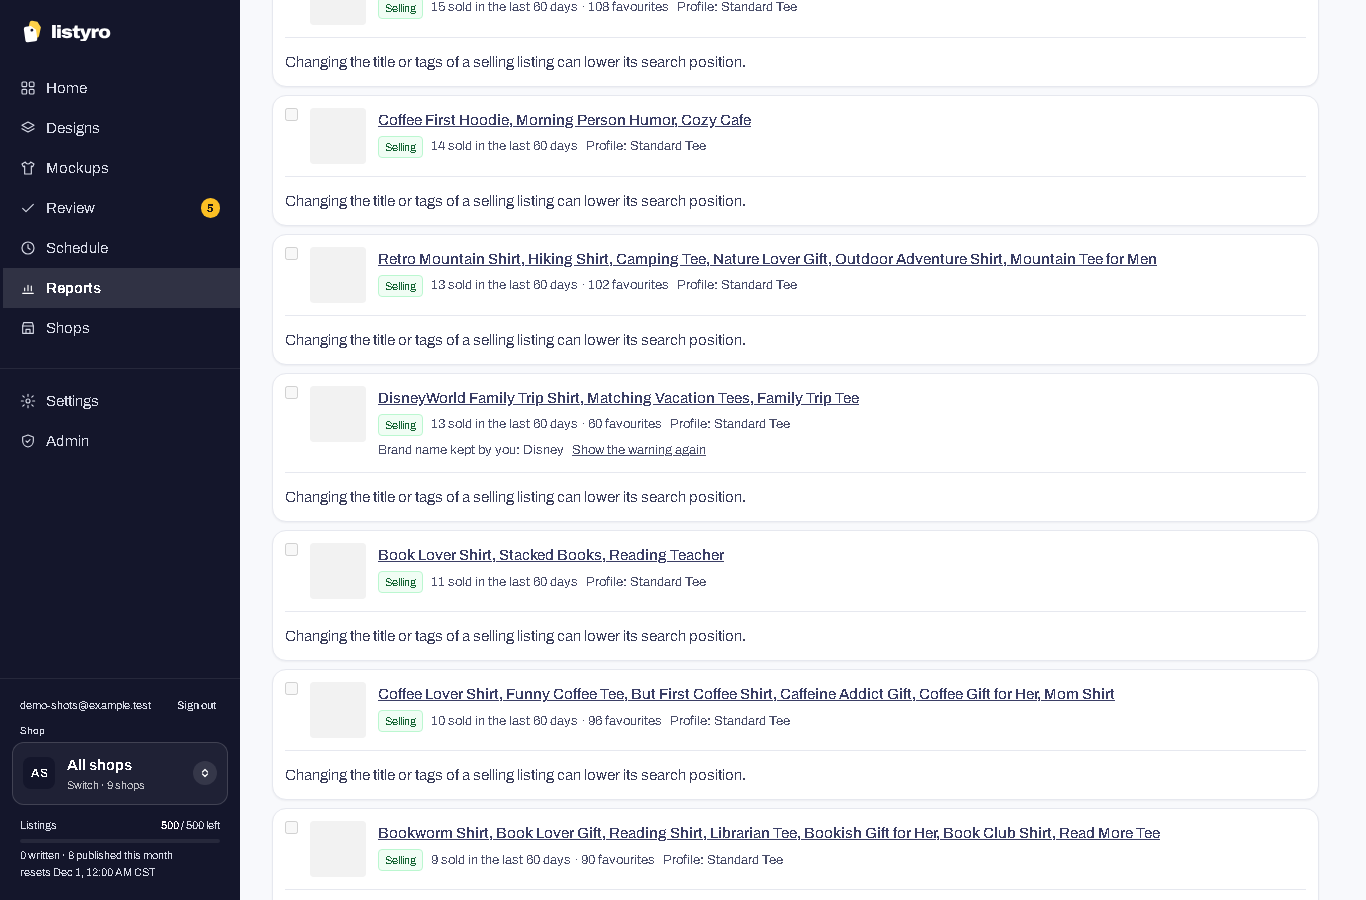 listyro
Home
Designs
Mockups
Review 5
Schedule
Reports
Shops
Settings
Admin
demo-shots@example.test Sign out
Shop
AS All shops
Switch · 9 shops
Listings 500 / 500 left
0 written · 8 published this month
resets Dec 1, 12:00 AM CST
Selling 15 sold in the last 60 days · 108 favourites Profile: Standard Tee
Changing the title or tags of a selling listing can lower its search position.
Coffee First Hoodie, Morning Person Humor, Cozy Cafe
Selling 14 sold in the last 60 days Profile: Standard Tee
Changing the title or tags of a selling listing can lower its search position.
Retro Mountain Shirt, Hiking Shirt, Camping Tee, Nature Lover Gift, Outdoor Adventure Shirt, Mountain Tee for Men
Selling 13 sold in the last 60 days · 102 favourites Profile: Standard Tee
Changing the title or tags of a selling listing can lower its search position.
DisneyWorld Family Trip Shirt, Matching Vacation Tees, Family Trip Tee
Selling 13 sold in the last 60 days · 60 favourites Profile: Standard Tee
Brand name kept by you: Disney Show the warning again
Changing the title or tags of a selling listing can lower its search position.
Book Lover Shirt, Stacked Books, Reading Teacher
Selling 11 sold in the last 60 days Profile: Standard Tee
Changing the title or tags of a selling listing can lower its search position.
Coffee Lover Shirt, Funny Coffee Tee, But First Coffee Shirt, Caffeine Addict Gift, Coffee Gift for Her, Mom Shirt
Selling 10 sold in the last 60 days · 96 favourites Profile: Standard Tee
Changing the title or tags of a selling listing can lower its search position.
Bookworm Shirt, Book Lover Gift, Reading Shirt, Librarian Tee, Bookish Gift for Her, Book Club Shirt, Read More Tee
Selling 9 sold in the last 60 days · 90 favourites Profile: Standard Tee